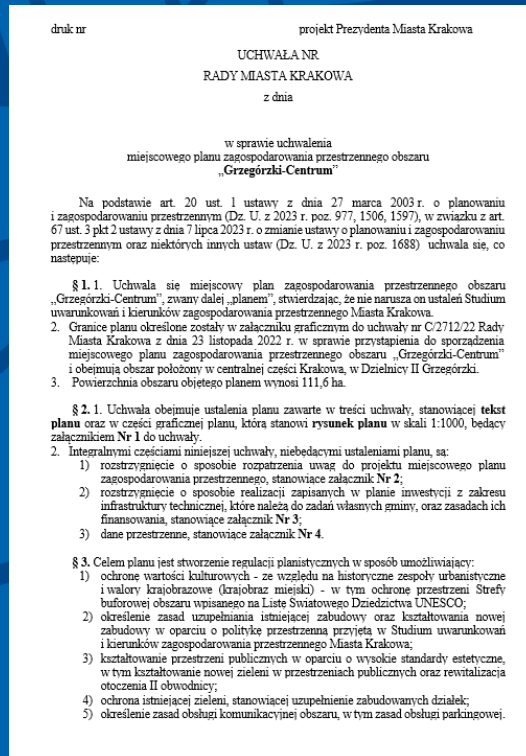 druk nr projekt Prezydenta Miasta Krakowa
UCHWAŁA NR
RADY MIASTA KRAKOWA
z dnia
w sprawie uchwalenia
miejscowego planu zagospodarowania przestrzennego obszaru
„Grzegórzki-Centrum”
Na podstawie art. 20 ust. 1 ustawy z dnia 27 marca 2003 r. o planowaniu
i zagospodarowaniu przestrzennym (Dz. U. z 2023 r. poz. 977, 1506, 1597), w związku z art.
67 ust. 3 pkt 2 ustawy z dnia 7 lipca 2023 r. o zmianie ustawy o planowaniu i zagospodarowaniu
przestrzennym oraz niektórych innych ustaw (Dz. U. z 2023 r. poz. 1688) uchwala się, co
następuje:
§ 1. 1. Uchwala się miejscowy plan zagospodarowania przestrzennego obszaru
„Grzegórzki-Centrum”, zwany dalej „planem”, stwierdzając, że nie narusza on ustaleń Studium
uwarunkowań i kierunków zagospodarowania przestrzennego Miasta Krakowa.
2. Granice planu określone zostały w załączniku graficznym do uchwały nr C/2712/22 Rady
Miasta Krakowa z dnia 23 listopada 2022 r. w sprawie przystąpienia do sporządzenia
miejscowego planu zagospodarowania przestrzennego obszaru „Grzegórzki-Centrum”
i obejmują obszar położony w centralnej części Krakowa, w Dzielnicy II Grzegórzki.
3. Powierzchnia obszaru objętego planem wynosi 111,6 ha.
§ 2. 1. Uchwała obejmuje ustalenia planu zawarte w treści uchwały, stanowiącej tekst
planu oraz w części graficznej planu, którą stanowi rysunek planu w skali 1:1000, będący
załącznikiem Nr 1 do uchwały.
2. Integralnymi częściami niniejszej uchwały, niebędącymi ustaleniami planu, są:
1) rozstrzygnięcie o sposobie rozpatrzenia uwag do projektu miejscowego planu
zagospodarowania przestrzennego, stanowiące załącznik Nr 2;
2) rozstrzygnięcie o sposobie realizacji zapisanych w planie inwestycji z zakresu
infrastruktury technicznej, które należą do zadań własnych gminy, oraz zasadach ich
finansowania, stanowiące załącznik Nr 3;
3) dane przestrzenne, stanowiące załącznik Nr 4.
§ 3. Celem planu jest stworzenie regulacji planistycznych w sposób umożliwiający:
1) ochronę wartości kulturowych - ze względu na historyczne zespoły urbanistyczne
i walory krajobrazowe (krajobraz miejski) - w tym ochronę przestrzeni Strefy
buforowej obszaru wpisanego na Listę Światowego Dziedzictwa UNESCO;
2) określenie zasad uzupełniania istniejącej zabudowy oraz kształtowania nowej
zabudowy w oparciu o politykę przestrzenną przyjętą w Studium uwarunkowań
i kierunków zagospodarowania przestrzennego Miasta Krakowa;
3) kształtowanie przestrzeni publicznych w oparciu o wysokie standardy estetyczne,
w tym kształtowanie nowej zieleni w przestrzeniach publicznych oraz rewitalizacja
otoczenia II obwodnicy;
4) ochrona istniejącej zieleni, stanowiącej uzupełnienie zabudowanych działek;
5) określenie zasad obsługi komunikacyjnej obszaru, w tym zasad obsługi parkingowej.